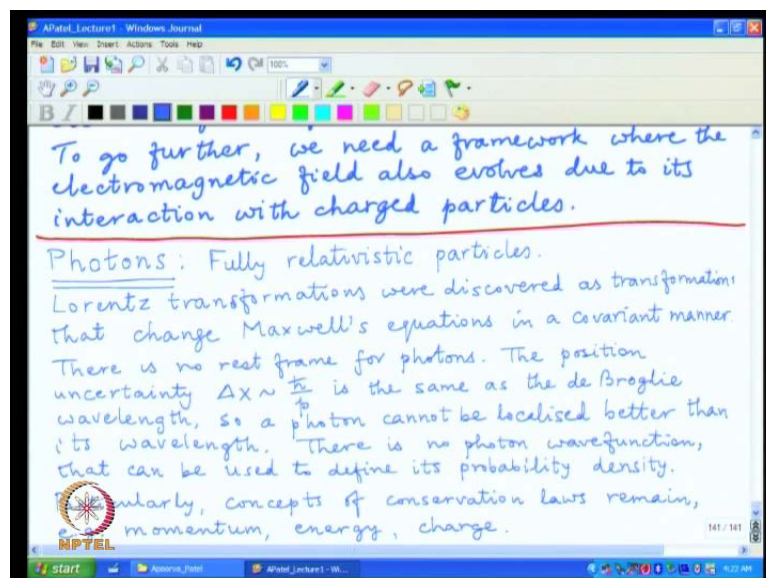 APatel_Lecture1 - Windows Journal
File Edit View Insert Actions Tools Help
100%
B I
To go further, we need a framework where the
electromagnetic field also evolves due to its
interaction with charged particles.
Photons: Fully relativistic particles.
Lorentz transformations were discovered as transformations
that change Maxwell's equations in a covariant manner.
There is no rest frame for photons. The position
uncertainty Δx ~ ħ/p is the same as the de Broglie
wavelength, so a photon cannot be localised better than
its wavelength. There is no photon wavefunction,
that can be used to define its probability density.
concepts of conservation laws remain,
e.g. momentum, energy, charge.
141 / 141
NPTEL
start Apoorva_Patel APatel_Lecture1 - Wi... 4:22 AM